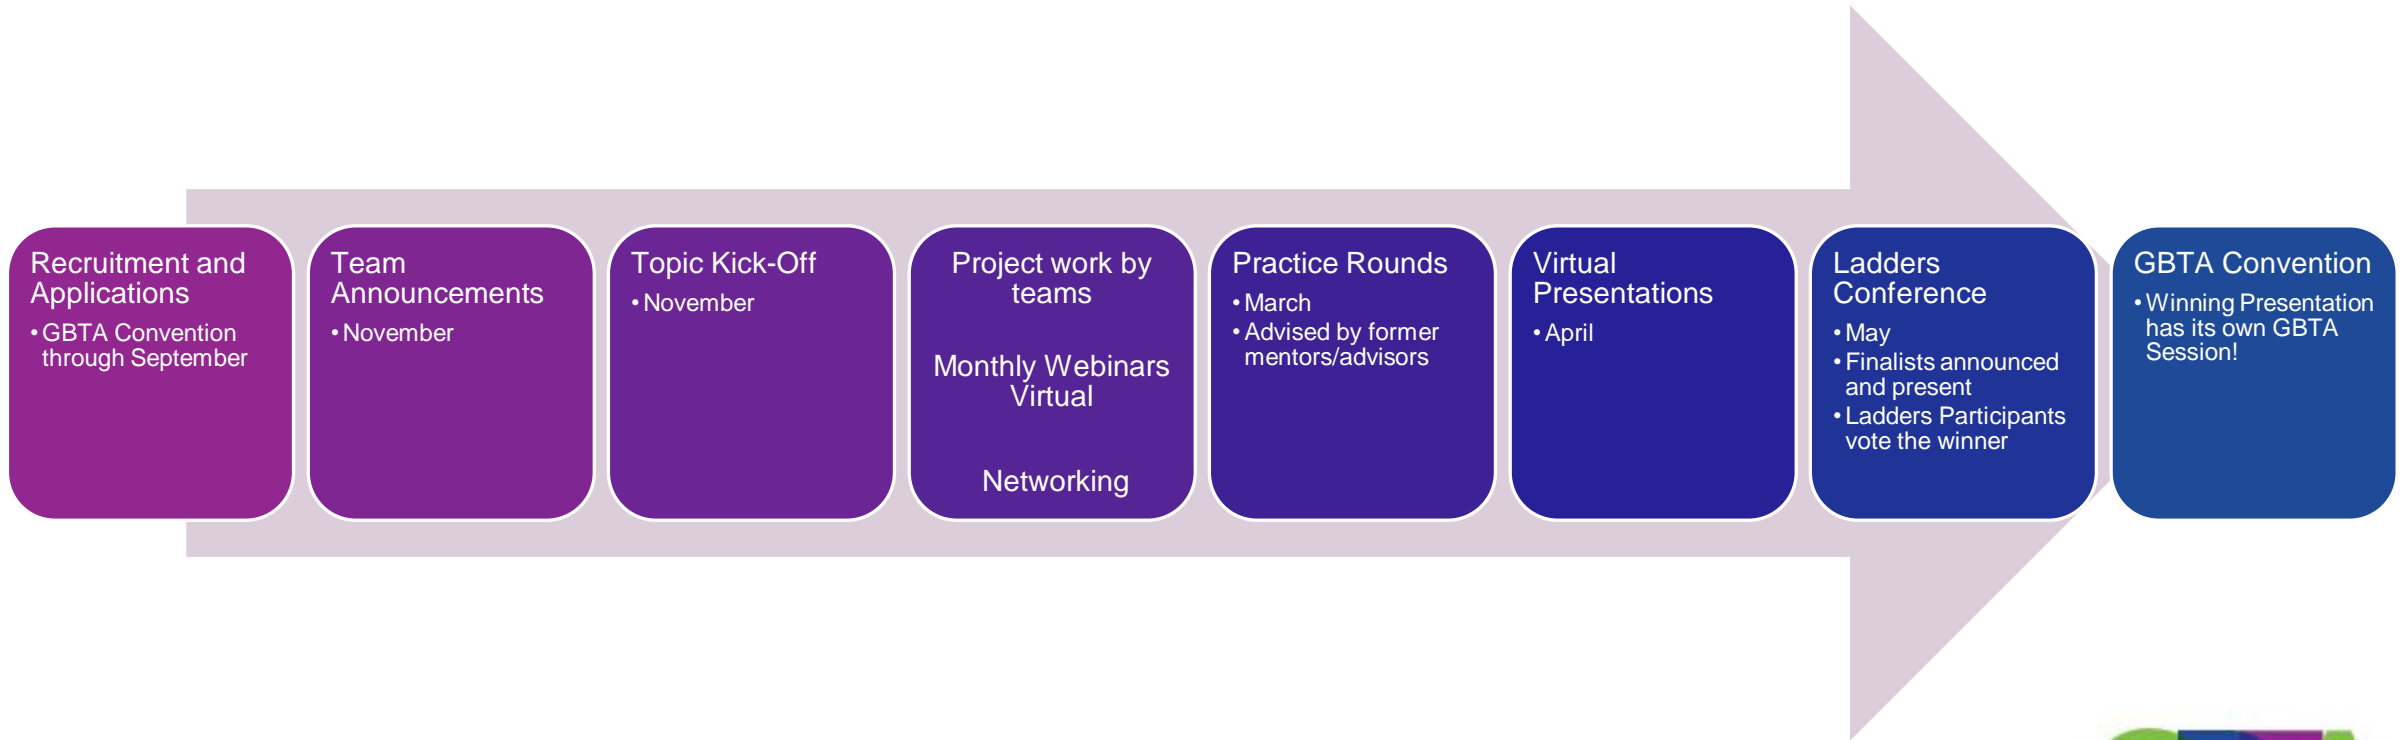 Recruitment and
Applications
• GBTA Convention
through September
Team
Announcements
• November
Topic Kick-Off
• November
Project work by
teams
Monthly Webinars
Virtual
Networking
Practice Rounds
• March
• Advised by former
mentors/advisors
Virtual
Presentations
• April
Ladders
Conference
• May
• Finalists announced
and present
• Ladders Participants
vote the winner
GBTA Convention
• Winning Presentation
has its own GBTA
Session!